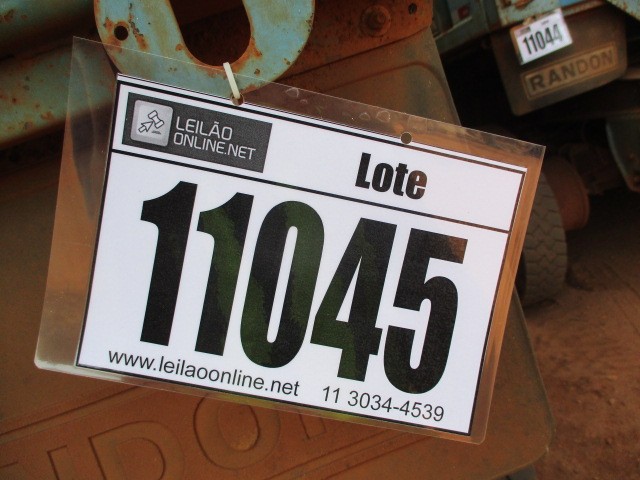 LEILÃO
ONLINE.NET
Lote
11045
www.leilaoonline.net 11 3034-4539
11044
RANDON